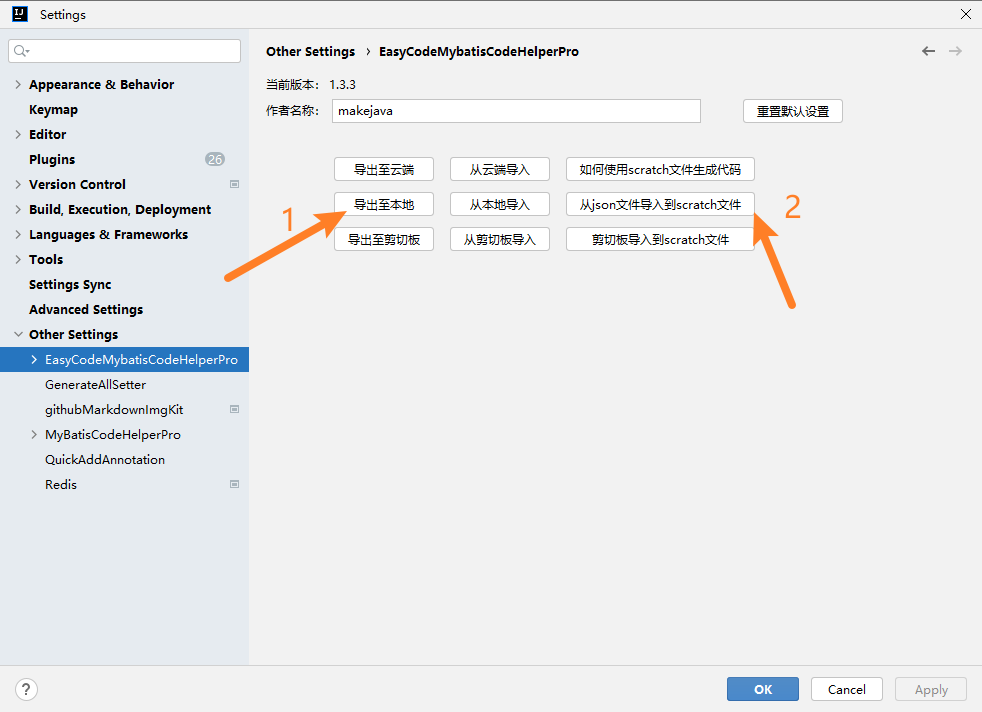 IJ
Settings
Appearance & Behavior
Keymap
Editor
Plugins
26
Version Control
Build, Execution, Deployment
Languages & Frameworks
Tools
Settings Sync
Advanced Settings
Other Settings
EasyCodeMybatisCodeHelperPro
GenerateAllSetter
githubMarkdownImgKit
MyBatisCodeHelperPro
QuickAddAnnotation
Redis
Other Settings › EasyCodeMybatisCodeHelperPro
当前版本： 1.3.3
作者名称： makejava 重置默认设置
导出至云端 从云端导入 如何使用scratch文件生成代码
1 导出至本地 从本地导入 从json文件导入到scratch文件 2
导出至剪切板 从剪切板导入 剪切板导入到scratch文件
? OK Cancel Apply